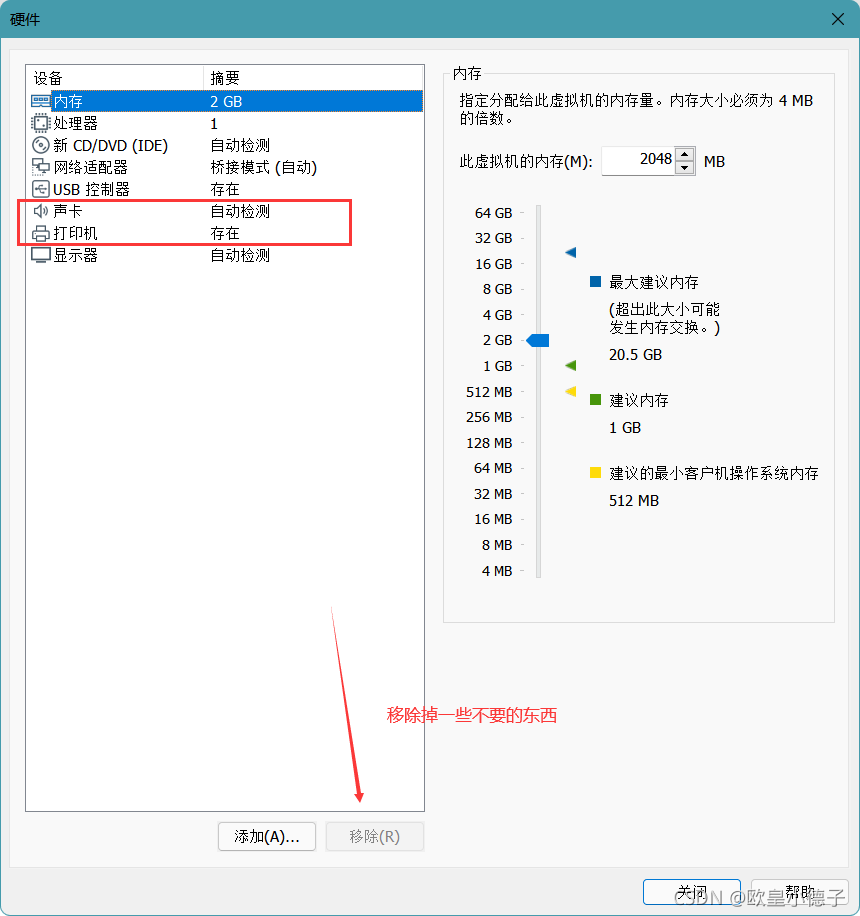 硬件
设备 摘要
内存 2 GB
处理器 1
新 CD/DVD (IDE) 自动检测
网络适配器 桥接模式 (自动)
USB 控制器 存在
声卡 自动检测
打印机 存在
显示器 自动检测
内存
指定分配给此虚拟机的内存量。内存大小必须为 4 MB
的倍数。
此虚拟机的内存(M): 2048 MB
64 GB
32 GB
16 GB
8 GB
4 GB
2 GB
1 GB
512 MB
256 MB
128 MB
64 MB
32 MB
16 MB
8 MB
4 MB
最大建议内存
(超出此大小可能
发生内存交换。)
20.5 GB
建议内存
1 GB
建议的最小客户机操作系统内存
512 MB
移除掉一些不要的东西
添加(A)... 移除(R)
关闭 帮助
CSDN @欧皇小德子